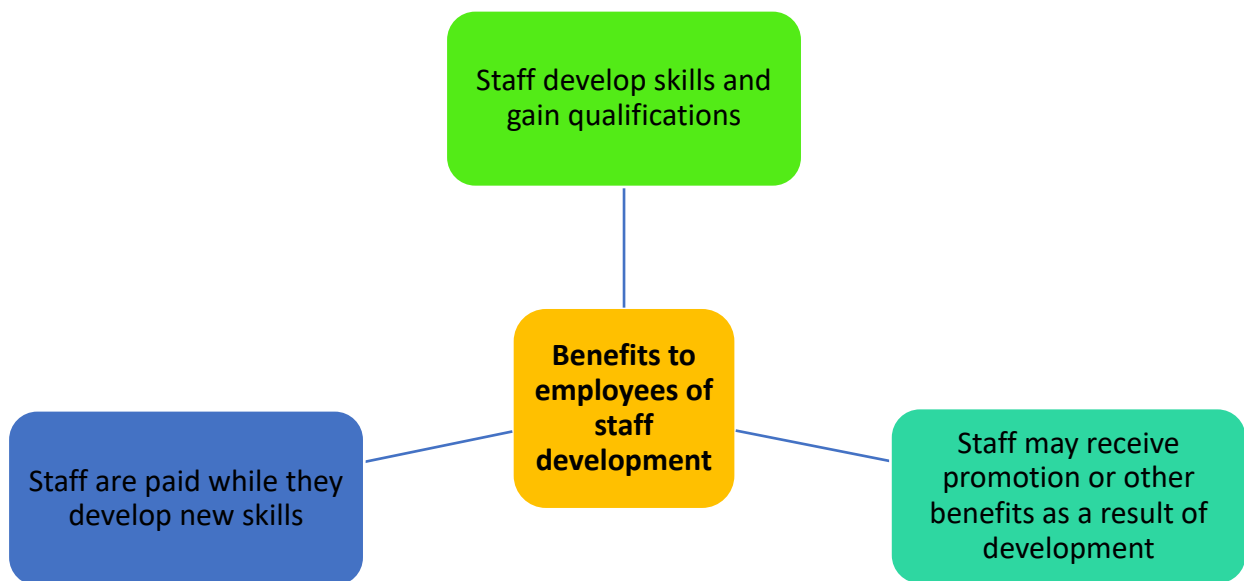 Staff develop skills and
gain qualifications
Benefits to
employees of
staff
development
Staff are paid while they
develop new skills
Staff may receive
promotion or other
benefits as a result of
development